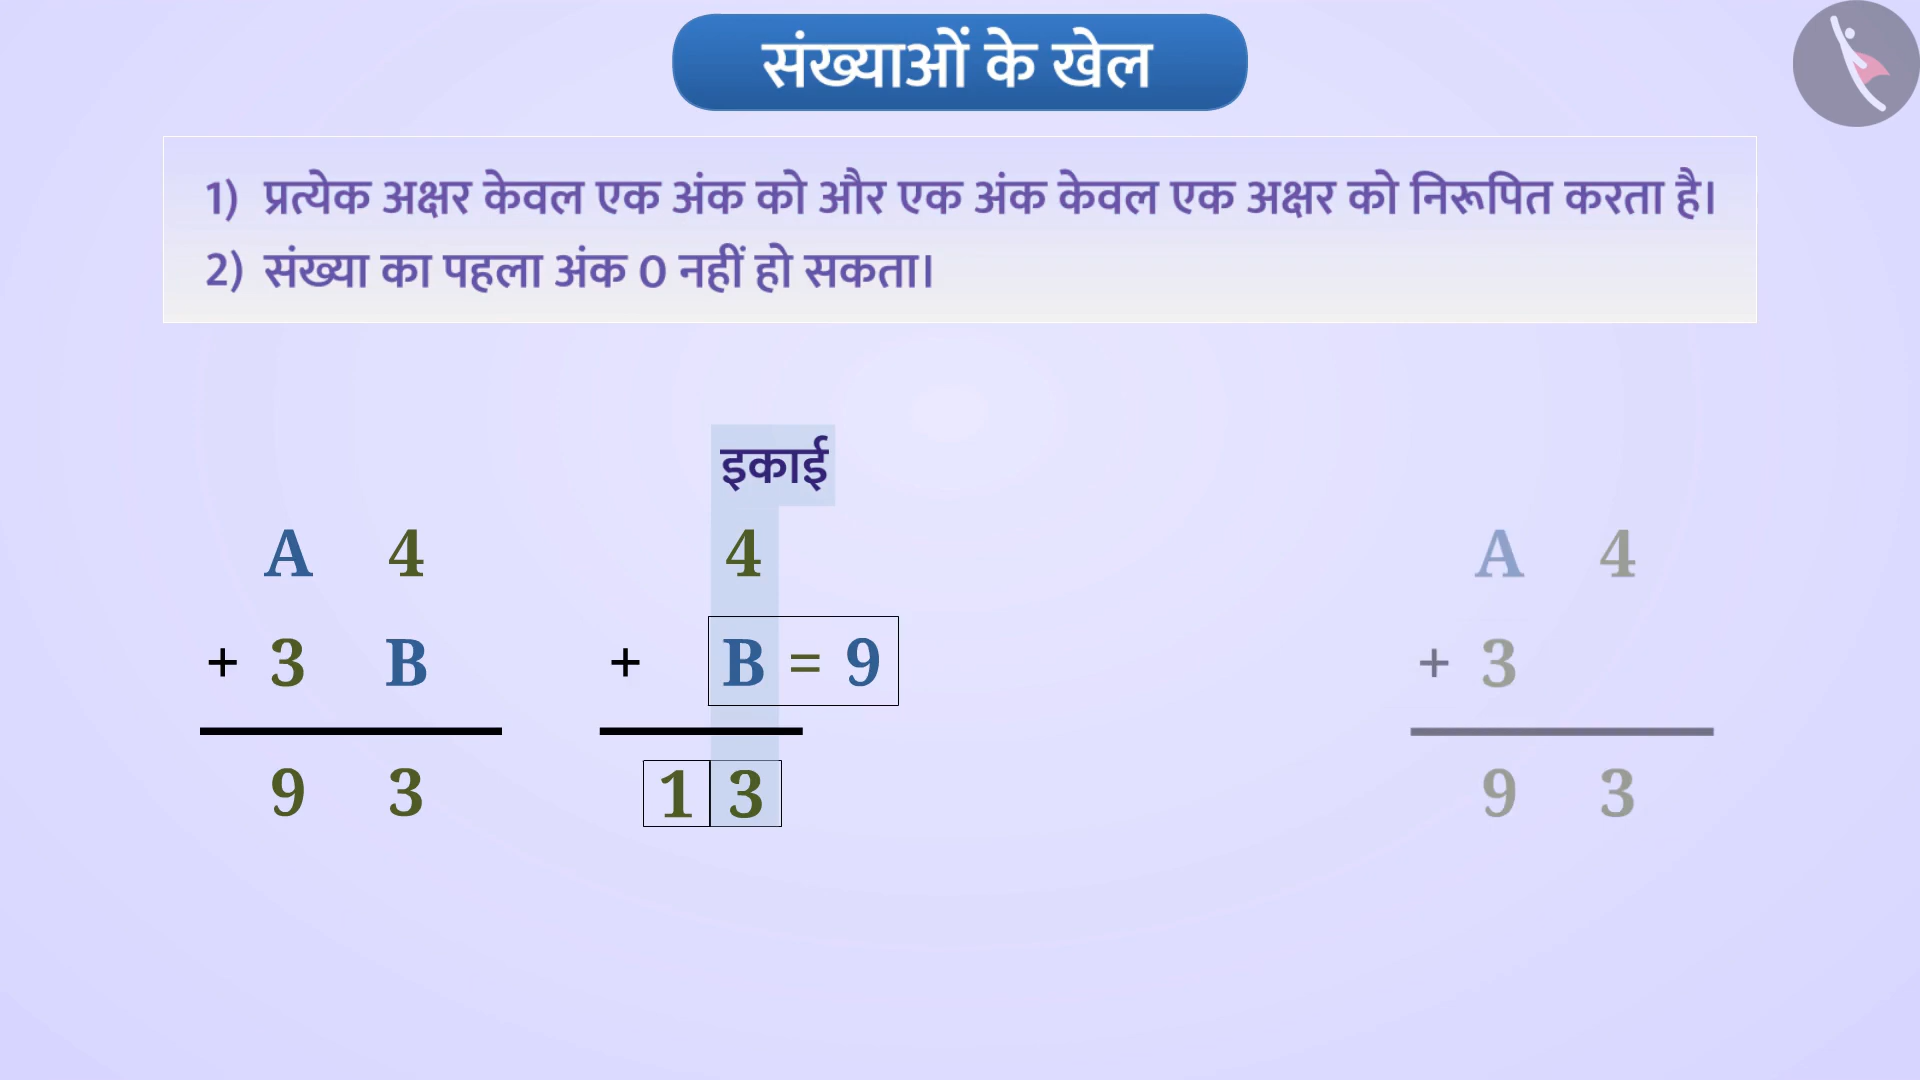 संख्याओं के खेल
1) प्रत्येक अक्षर केवल एक अंक को और एक अंक केवल एक अक्षर को निरूपित करता है।
2) संख्या का पहला अंक 0 नहीं हो सकता।
इकाई
A 4
+ 3 B
9 3
4
+ B = 9
1 3
A 4
+ 3
9 3